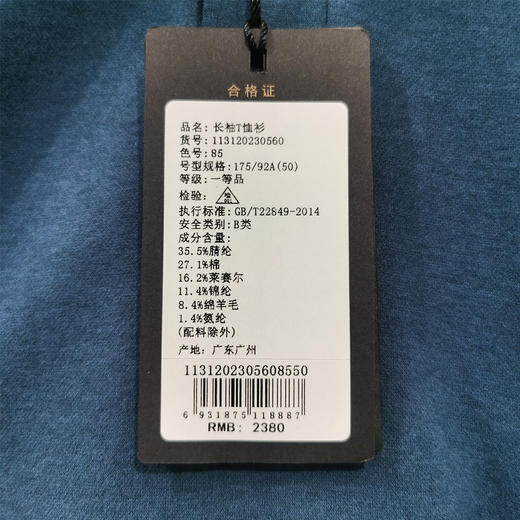 合格证
品名: 长袖T恤衫
货号: 113120230560
色号: 85
号型规格: 175/92A(50)
等级: 一等品
检验:
执行标准: GB/T22849-2014
安全类别: B类
成分含量:
35.5%腈纶
27.1%棉
16.2%莱赛尔
11.4%锦纶
8.4%绵羊毛
1.4%氨纶
(配料除外)
产地: 广东广州
1131202305608550
6 931875 118887
RMB: 2380